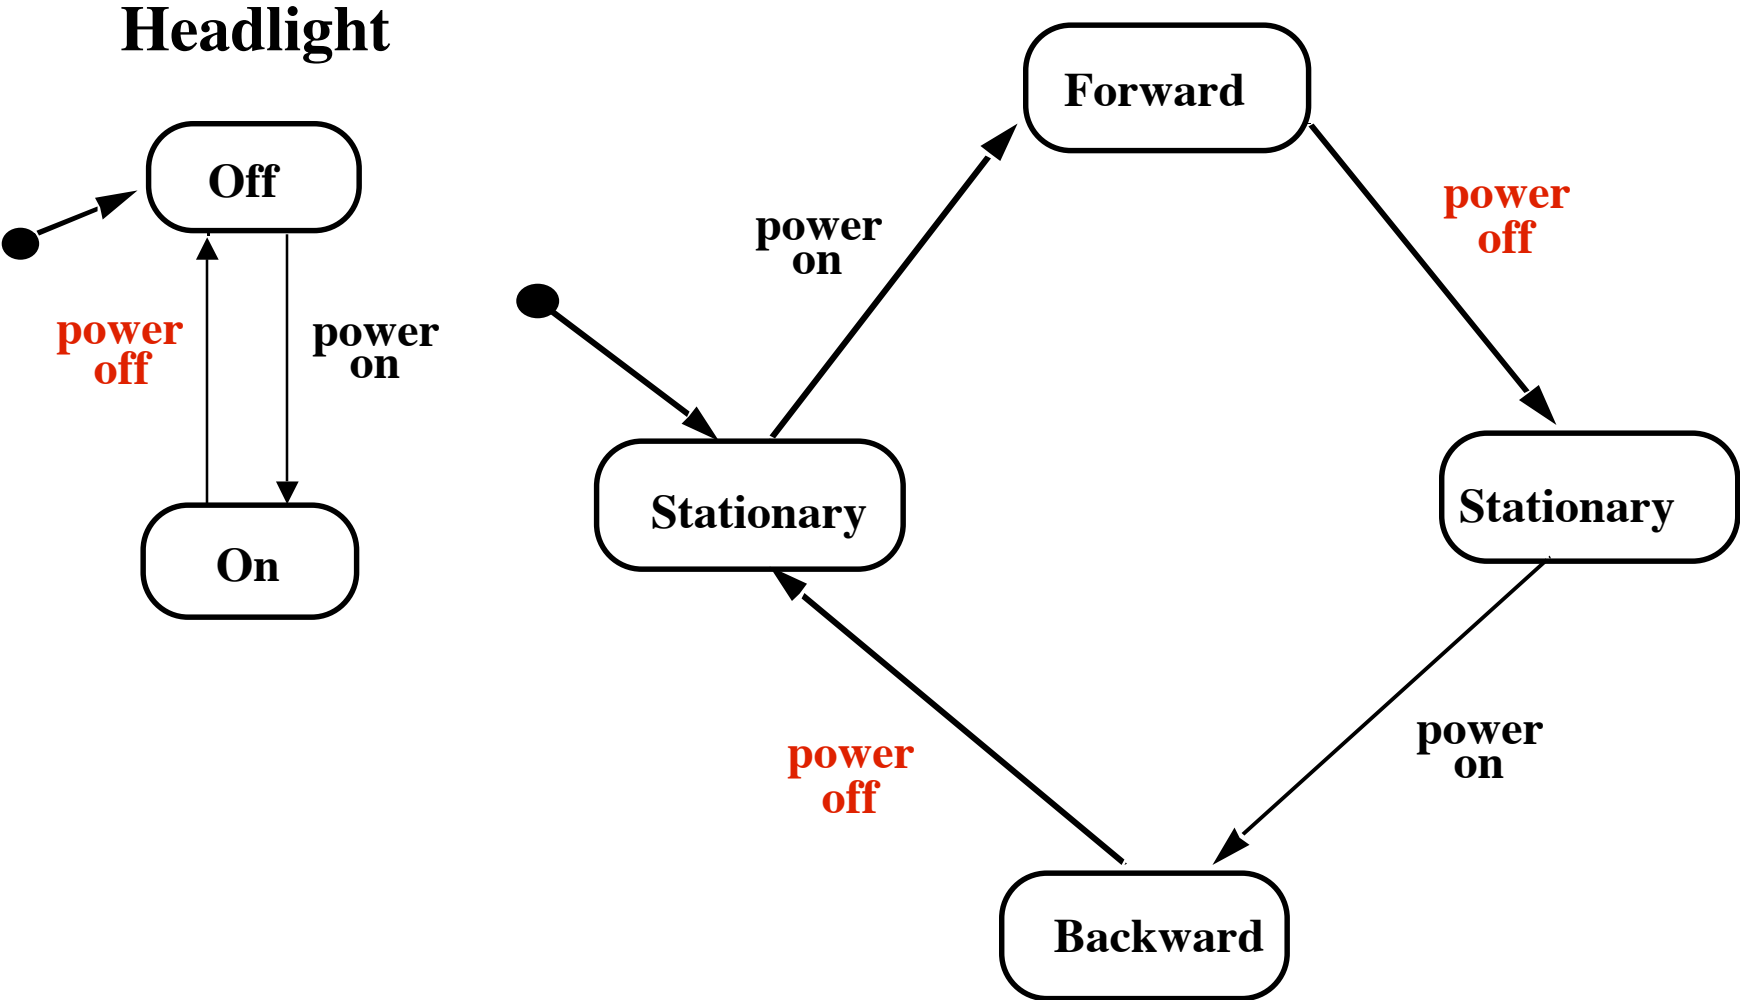 Headlight
Off
power
off
power
on
On
Forward
power
on
power
off
Stationary
Stationary
power
off
power
on
Backward